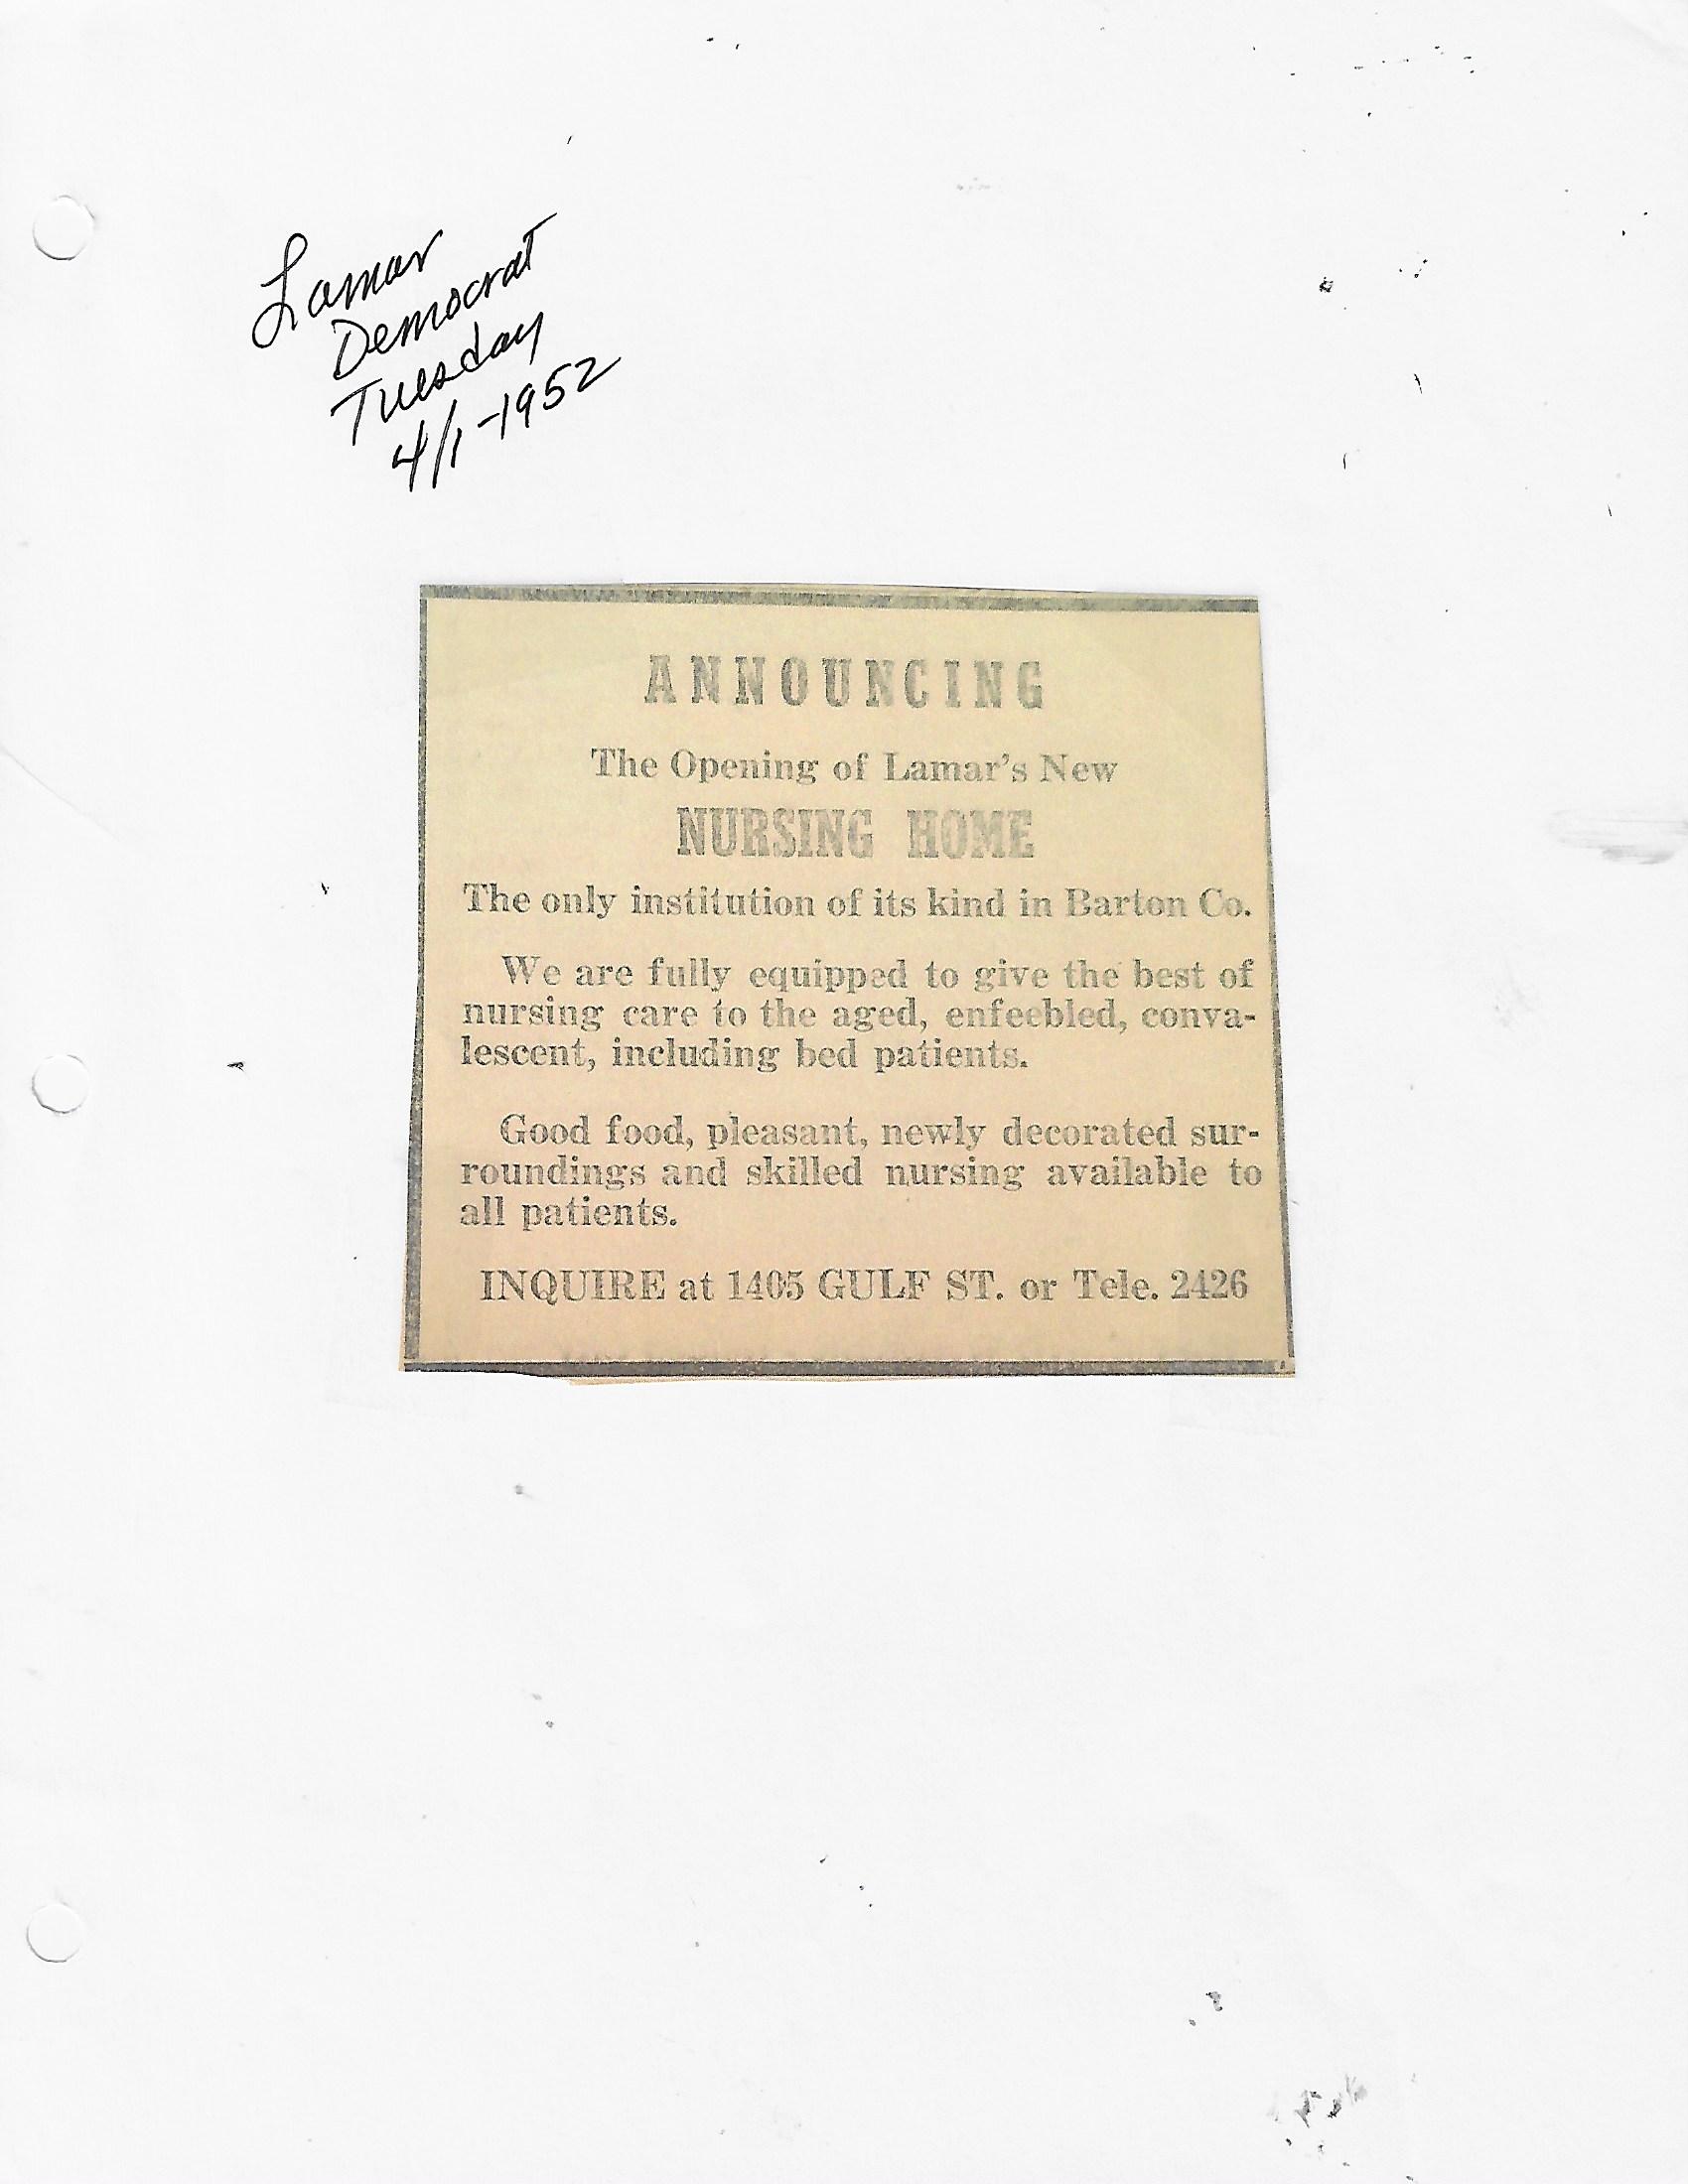 Lamar
Democrat
Tuesday
4/1-1952
ANNOUNCING
The Opening of Lamar's New
NURSING HOME
The only institution of its kind in Barton Co.
We are fully equipped to give the best of
nursing care to the aged, enfeebled, conva-
lescent, including bed patients.
Good food, pleasant, newly decorated sur-
roundings and skilled nursing available to
all patients.
INQUIRE at 1405 GULF ST. or Tele. 2426